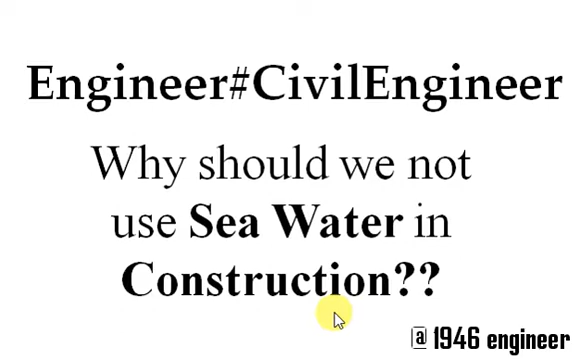 Engineer#CivilEngineer
Why should we not
use Sea Water in
Construction??
@ 1946 engineer